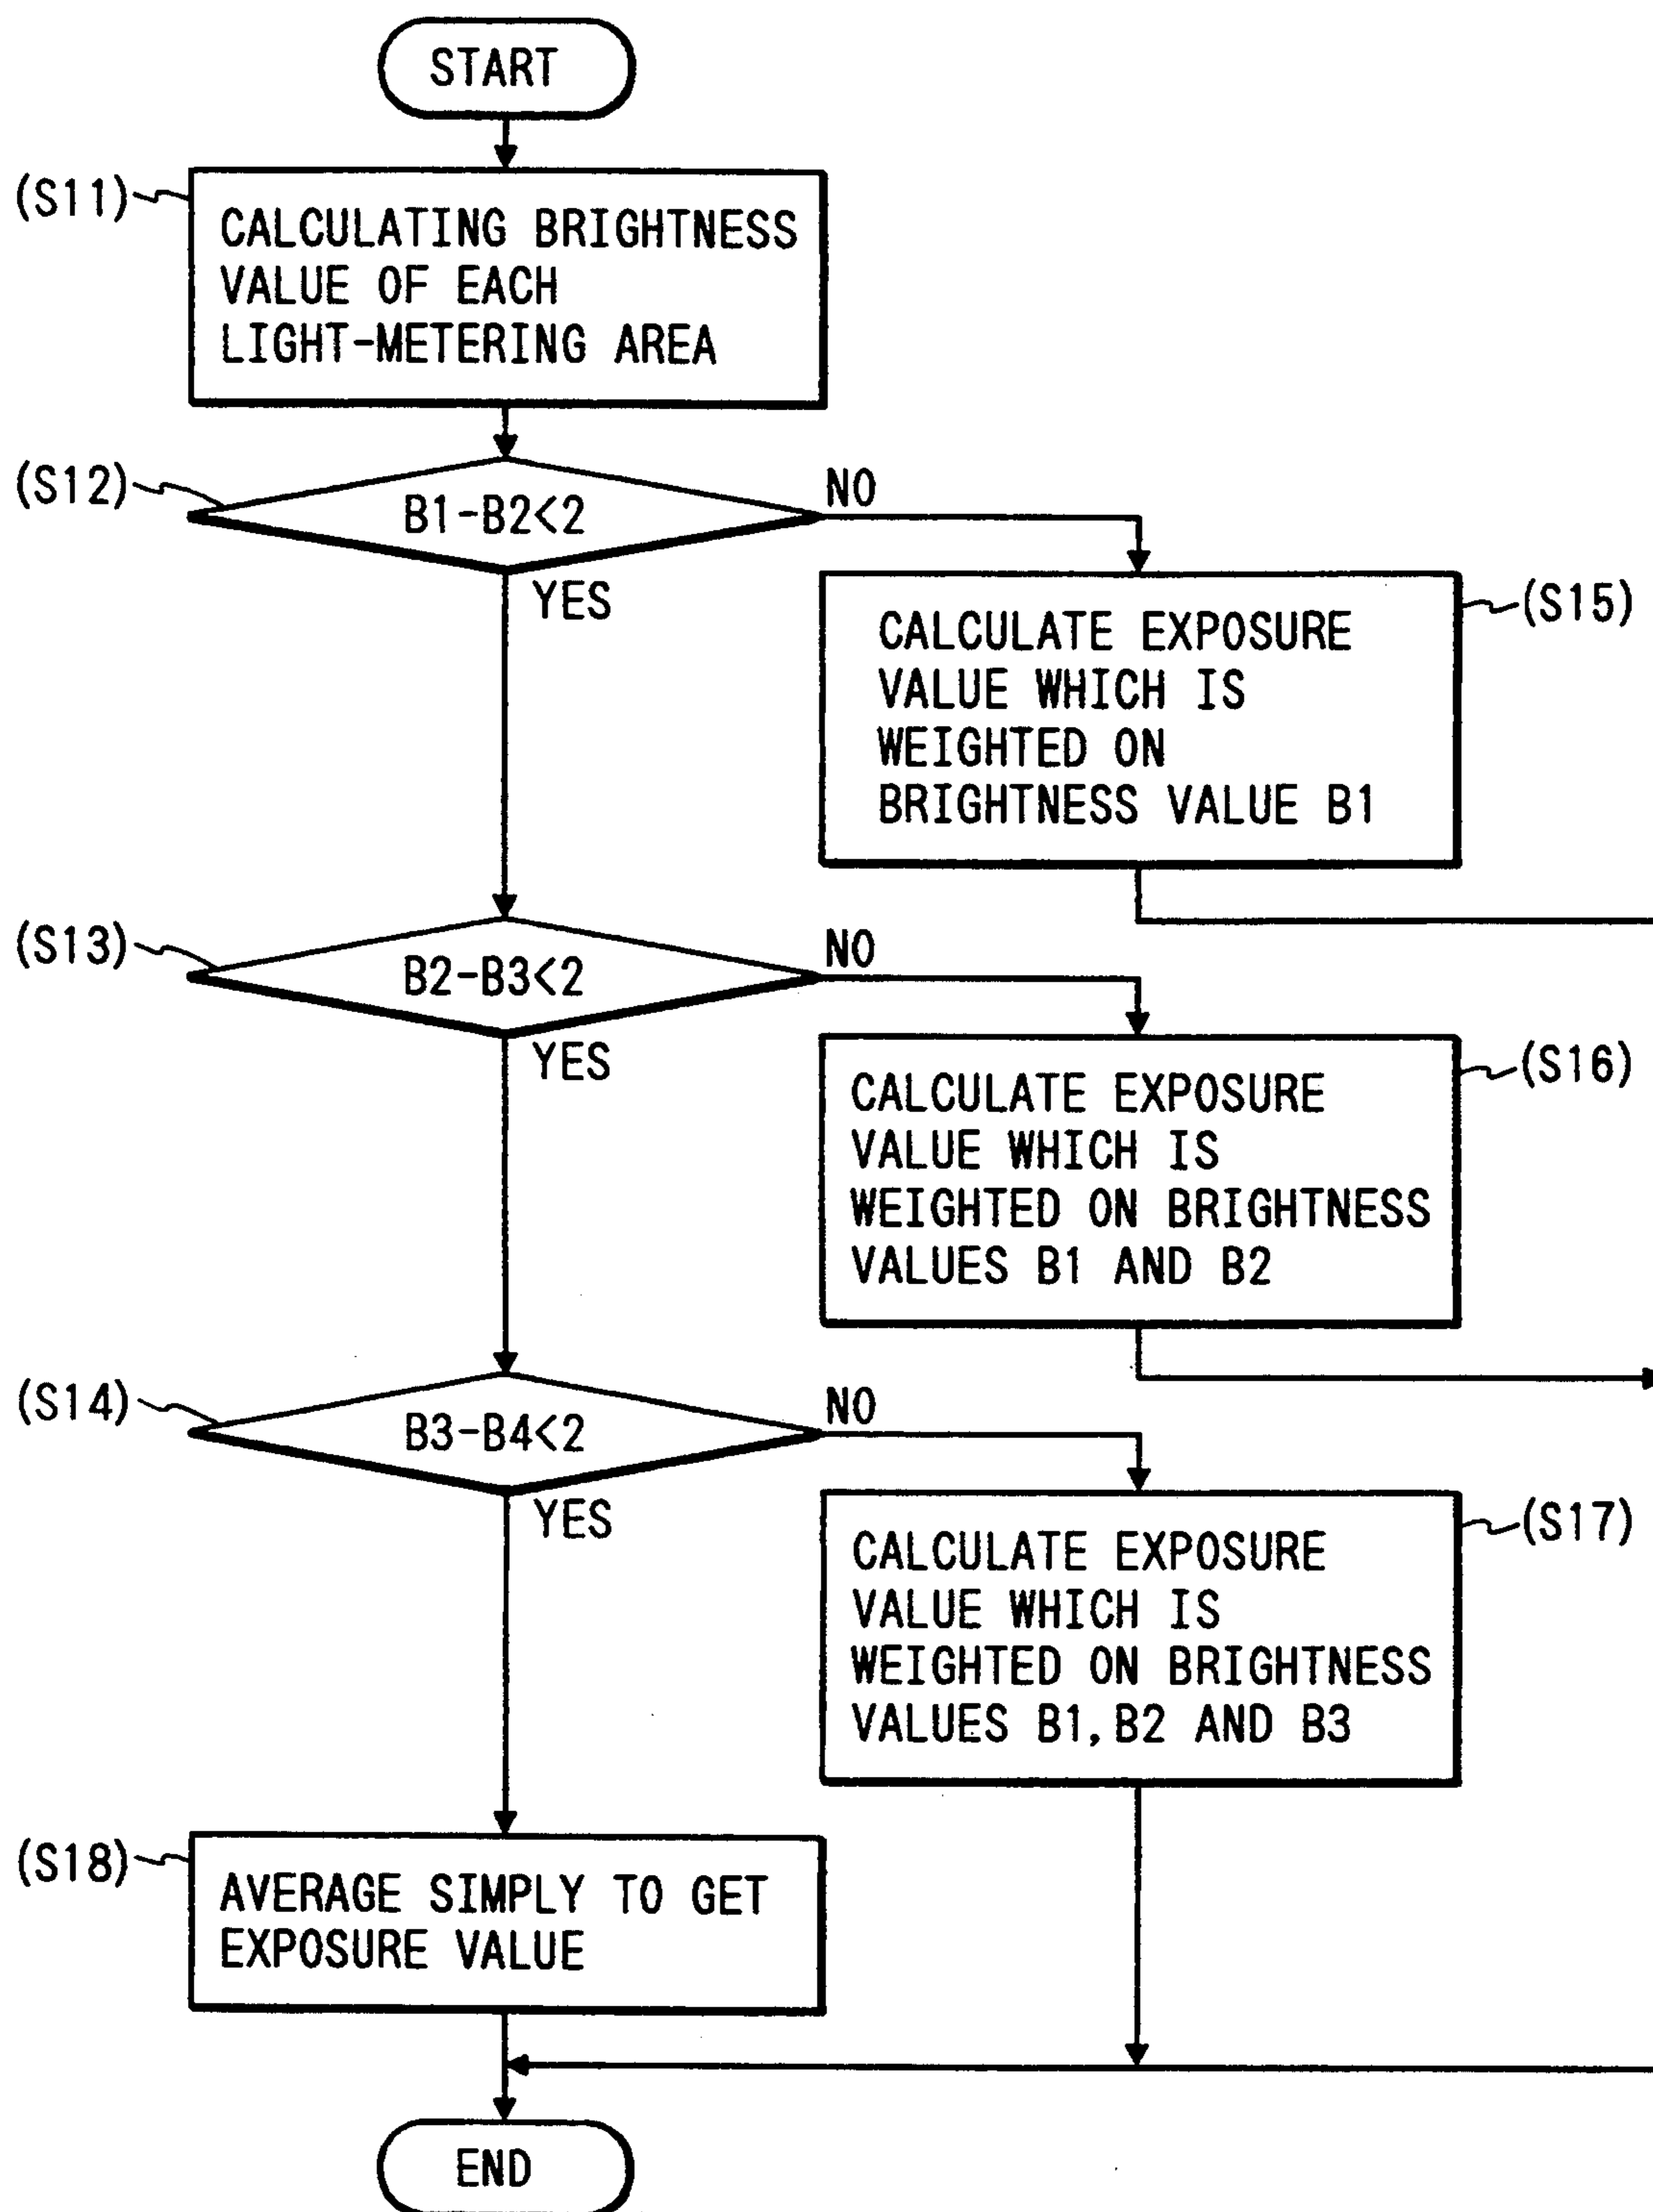 START
(S11)
CALCULATING BRIGHTNESS
VALUE OF EACH
LIGHT-METERING AREA
(S12)
B1-B2<2
NO
YES
(S15)
CALCULATE EXPOSURE
VALUE WHICH IS
WEIGHTED ON
BRIGHTNESS VALUE B1
(S13)
B2-B3<2
NO
YES
(S16)
CALCULATE EXPOSURE
VALUE WHICH IS
WEIGHTED ON BRIGHTNESS
VALUES B1 AND B2
(S14)
B3-B4<2
NO
YES
(S17)
CALCULATE EXPOSURE
VALUE WHICH IS
WEIGHTED ON BRIGHTNESS
VALUES B1,B2 AND B3
(S18)
AVERAGE SIMPLY TO GET
EXPOSURE VALUE
END